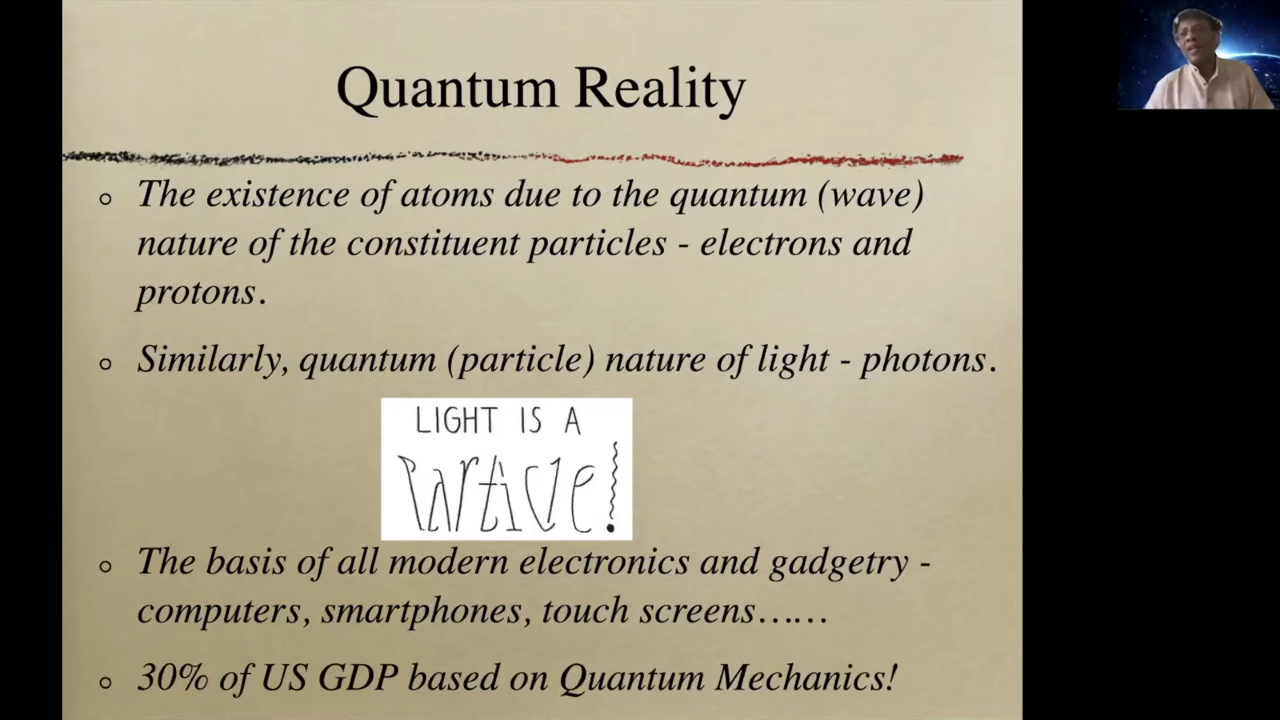 Quantum Reality
The existence of atoms due to the quantum (wave)
nature of the constituent particles - electrons and
protons.
Similarly, quantum (particle) nature of light - photons.
LIGHT IS A
Particle!
The basis of all modern electronics and gadgetry -
computers, smartphones, touch screens……
30% of US GDP based on Quantum Mechanics!